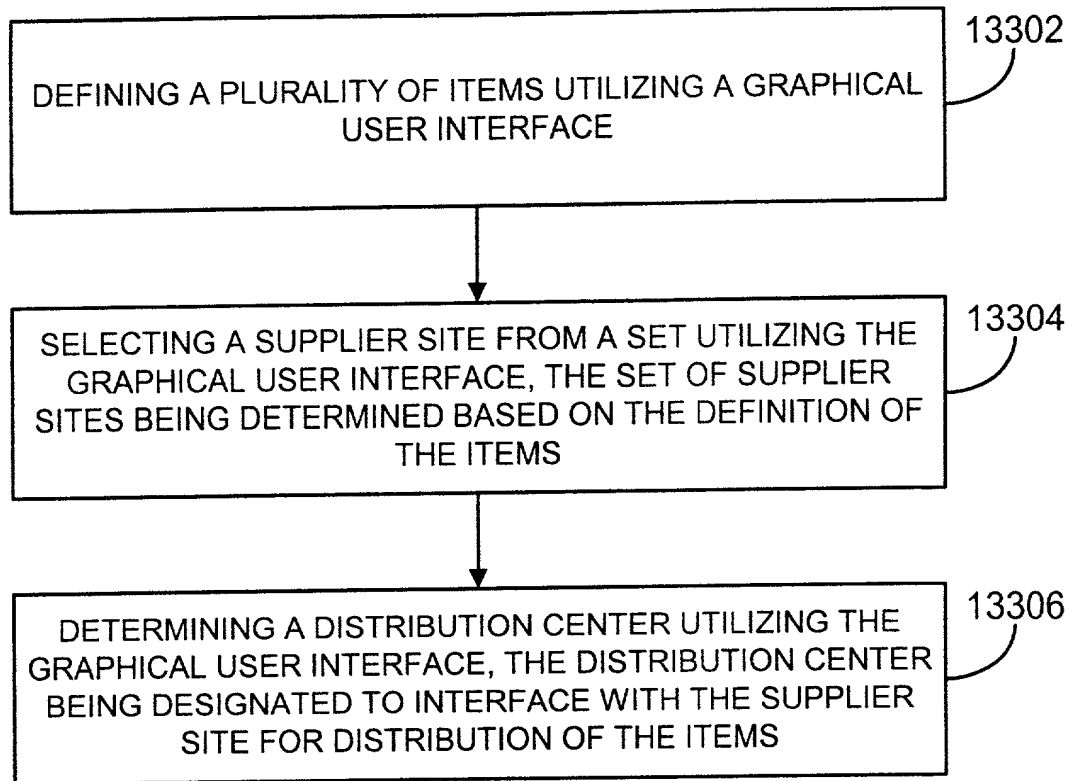 13302
DEFINING A PLURALITY OF ITEMS UTILIZING A GRAPHICAL
USER INTERFACE
13304
SELECTING A SUPPLIER SITE FROM A SET UTILIZING THE
GRAPHICAL USER INTERFACE, THE SET OF SUPPLIER
SITES BEING DETERMINED BASED ON THE DEFINITION OF
THE ITEMS
13306
DETERMINING A DISTRIBUTION CENTER UTILIZING THE
GRAPHICAL USER INTERFACE, THE DISTRIBUTION CENTER
BEING DESIGNATED TO INTERFACE WITH THE SUPPLIER
SITE FOR DISTRIBUTION OF THE ITEMS